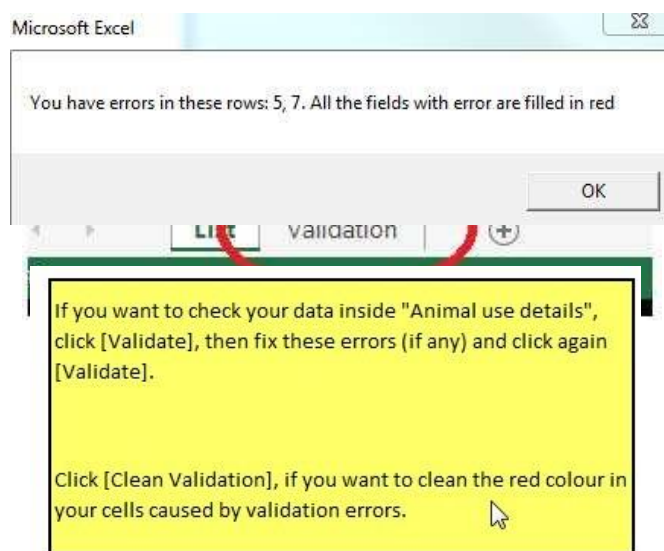 Microsoft Excel
You have errors in these rows: 5, 7. All the fields with error are filled in red
OK
List Validation
If you want to check your data inside "Animal use details",
click [Validate], then fix these errors (if any) and click again
[Validate].
Click [Clean Validation], if you want to clean the red colour in
your cells caused by validation errors.